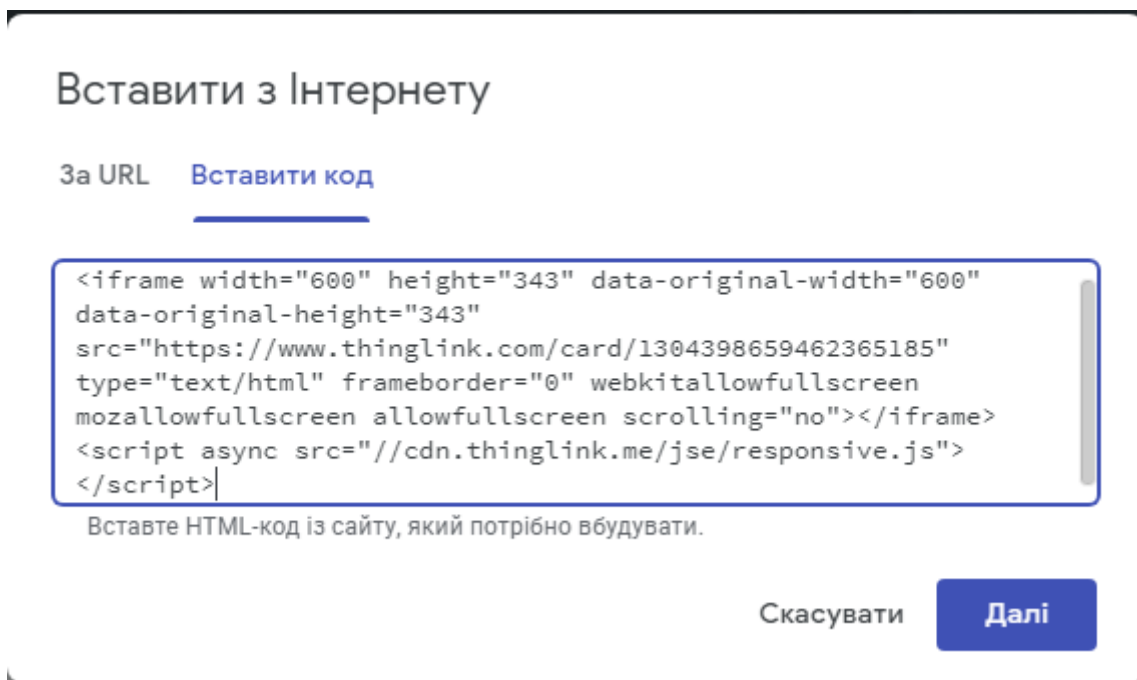 Вставити з Інтернету
За URL Вставити код
<iframe width="600" height="343" data-original-width="600"
data-original-height="343"
src="https://www.thinglink.com/card/1304398659462365185"
type="text/html" frameborder="0" webkitallowfullscreen
mozallowfullscreen allowfullscreen scrolling="no"></iframe>
<script async src="//cdn.thinglink.me/jse/responsive.js">
</script>
Вставте HTML-код із сайту, який потрібно вбудувати.
Скасувати Далі